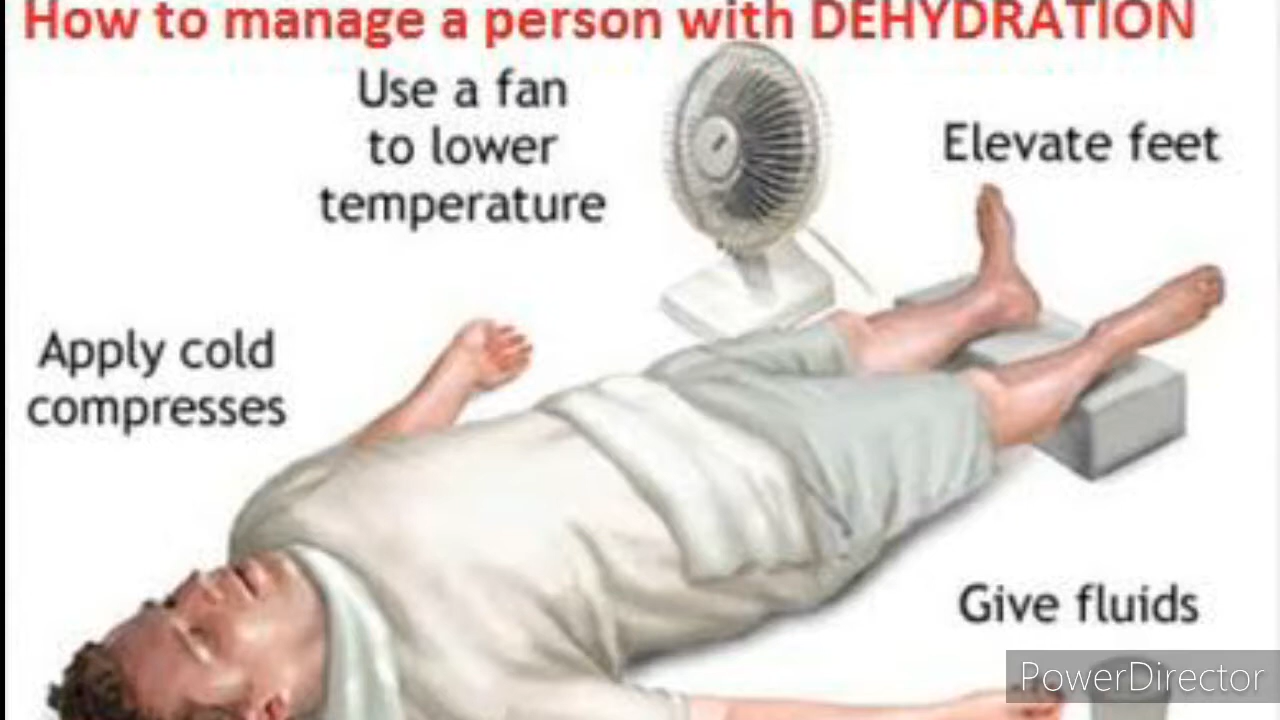 How to manage a person with DEHYDRATION
Use a fan
to lower
temperature
Elevate feet
Apply cold
compresses
Give fluids
PowerDirector